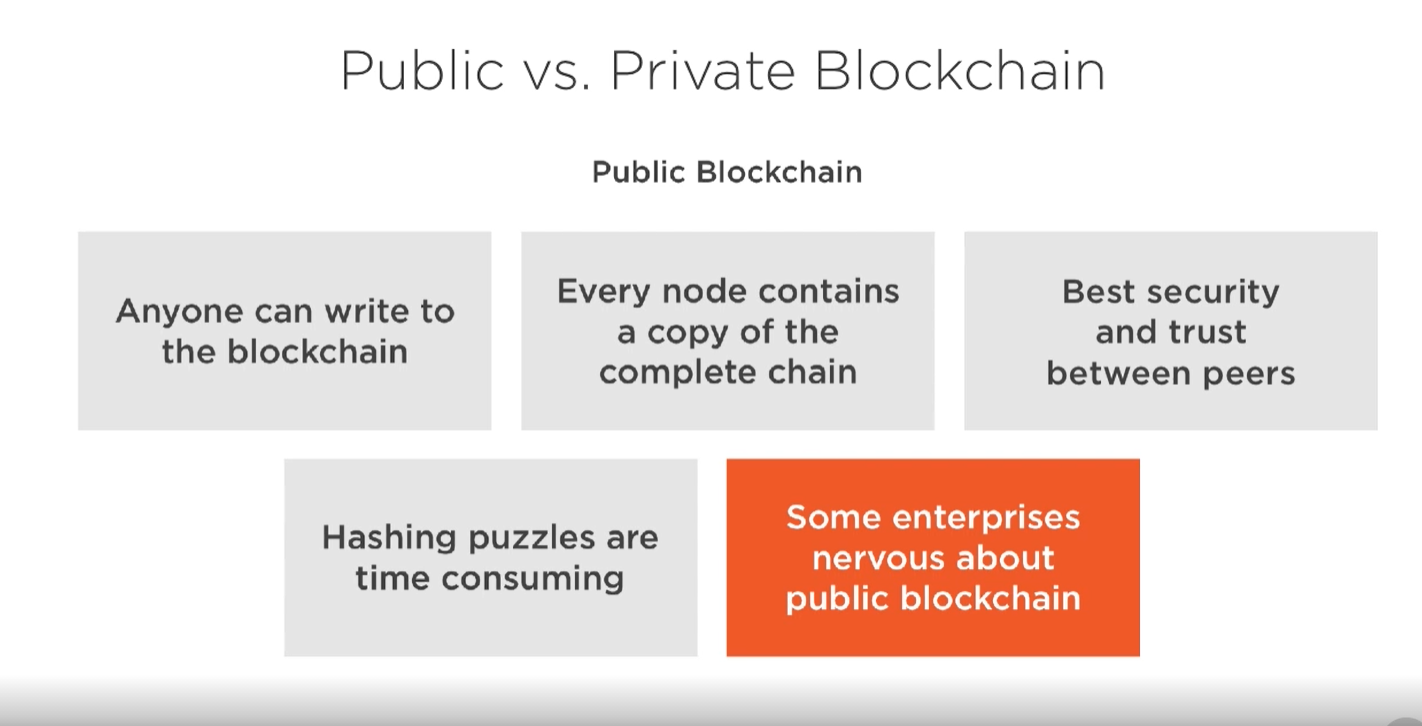 Public vs. Private Blockchain
Public Blockchain
Anyone can write to
the blockchain
Every node contains
a copy of the
complete chain
Best security
and trust
between peers
Hashing puzzles are
time consuming
Some enterprises
nervous about
public blockchain